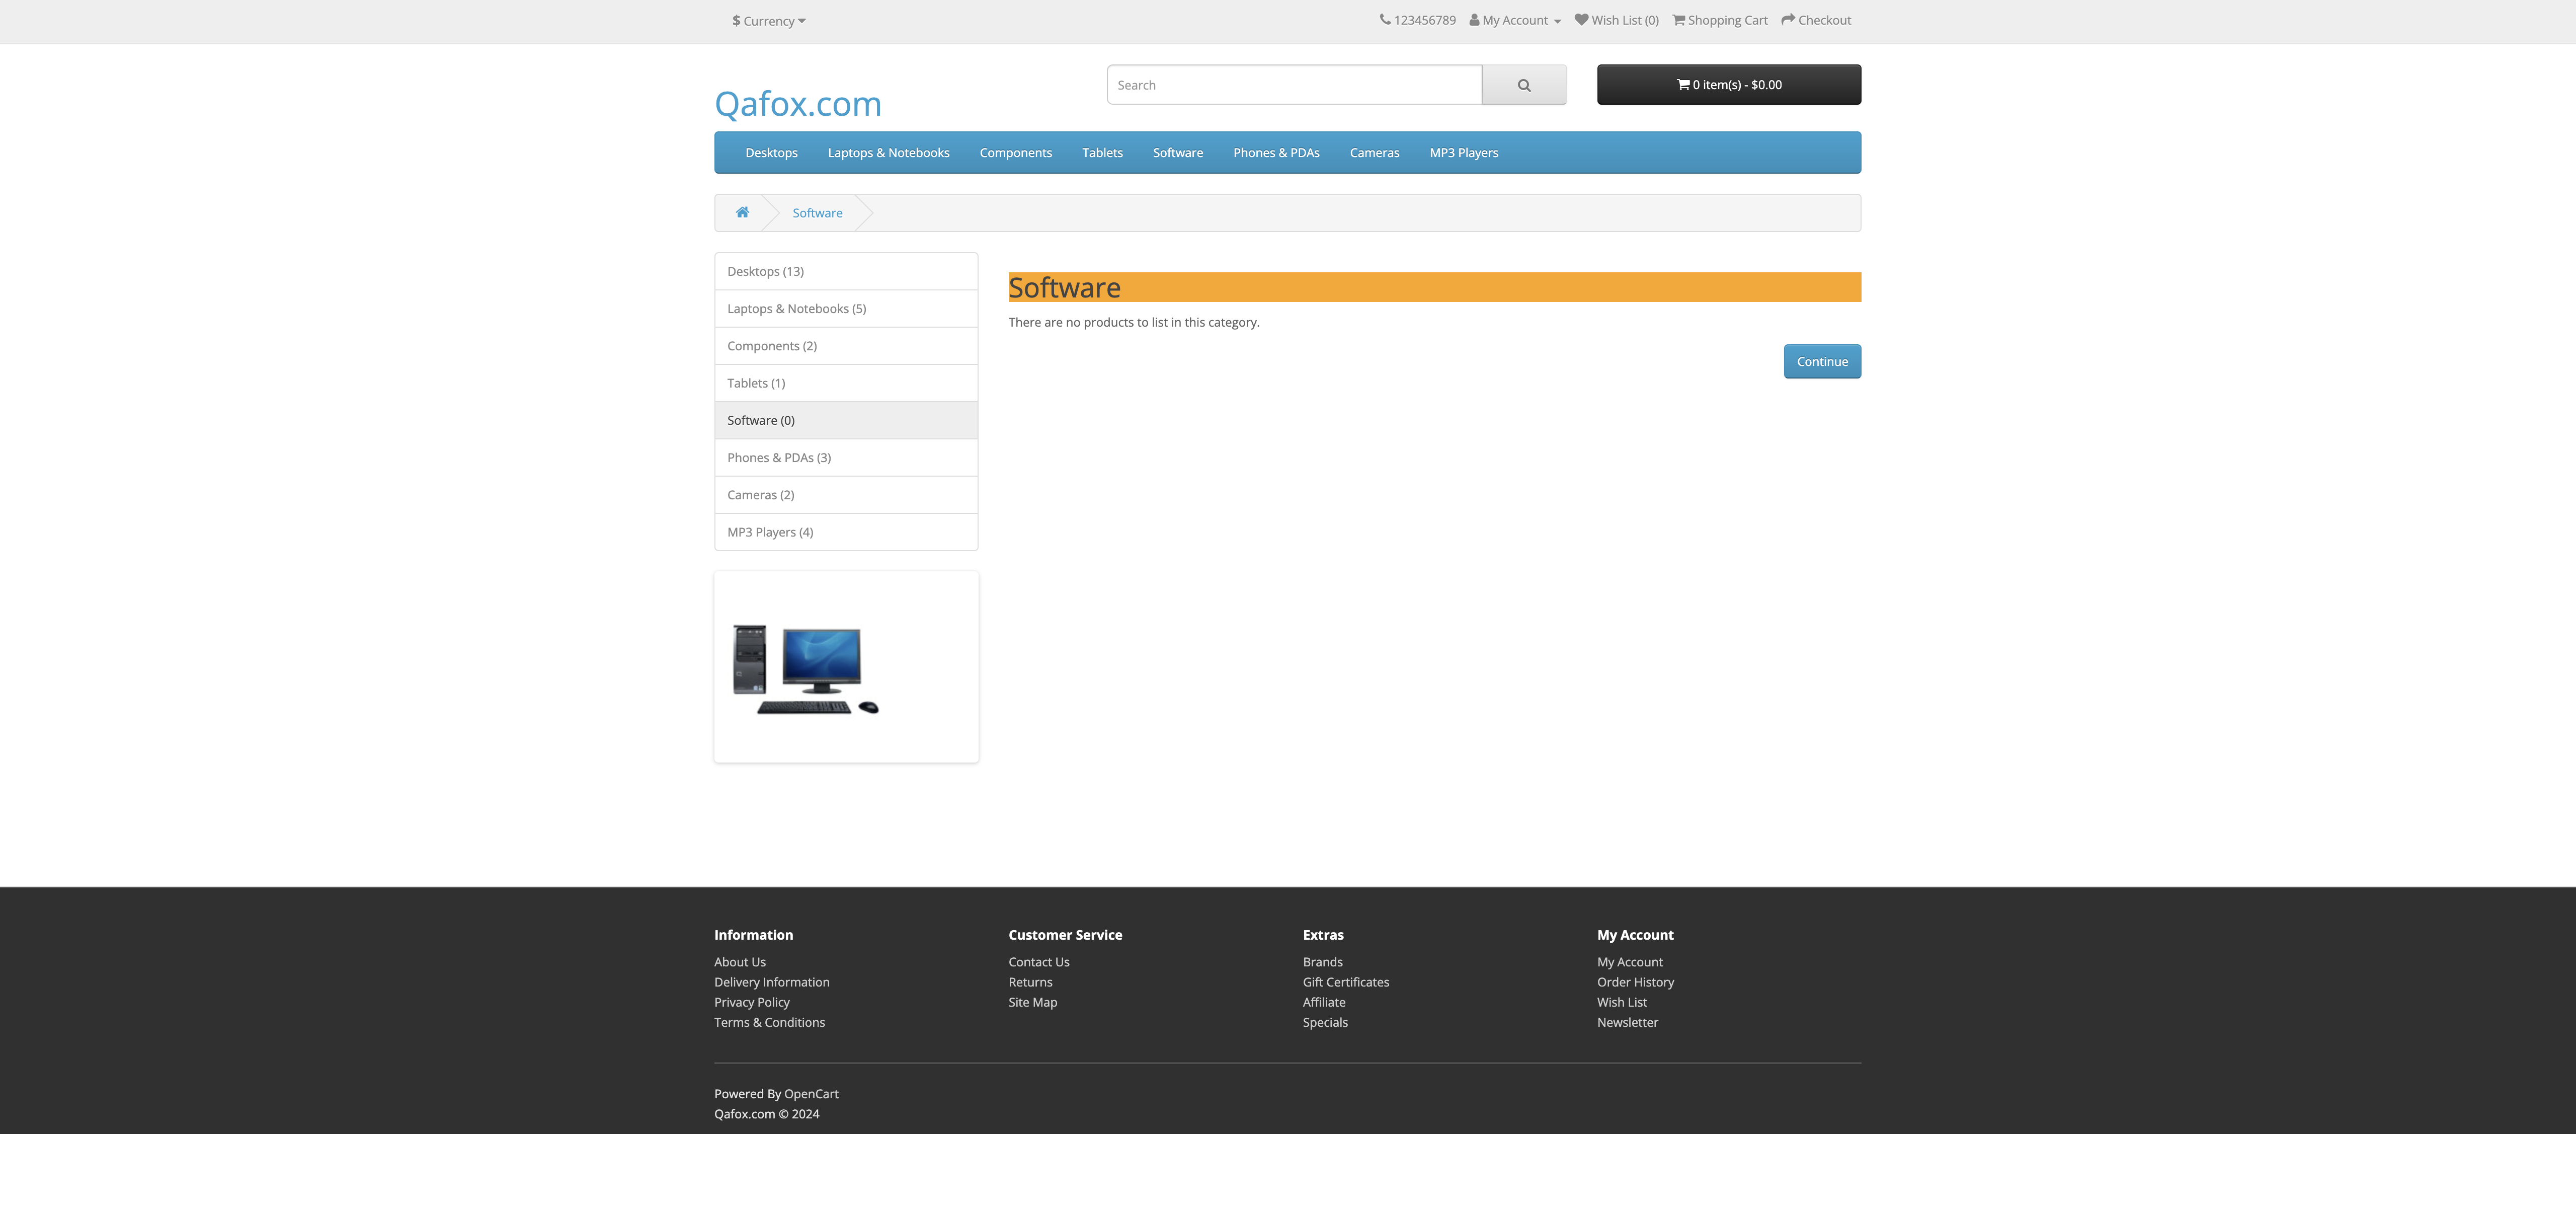 $ Currency
123456789 My Account Wish List (0) Shopping Cart Checkout
Qafox.com
Search
0 item(s) - $0.00
Desktops Laptops & Notebooks Components Tablets Software Phones & PDAs Cameras MP3 Players
Software
Desktops (13)
Laptops & Notebooks (5)
Components (2)
Tablets (1)
Software (0)
Phones & PDAs (3)
Cameras (2)
MP3 Players (4)
Software
There are no products to list in this category.
Continue
Information
About Us
Delivery Information
Privacy Policy
Terms & Conditions
Customer Service
Contact Us
Returns
Site Map
Extras
Brands
Gift Certificates
Affiliate
Specials
My Account
My Account
Order History
Wish List
Newsletter
Powered By OpenCart
Qafox.com © 2024